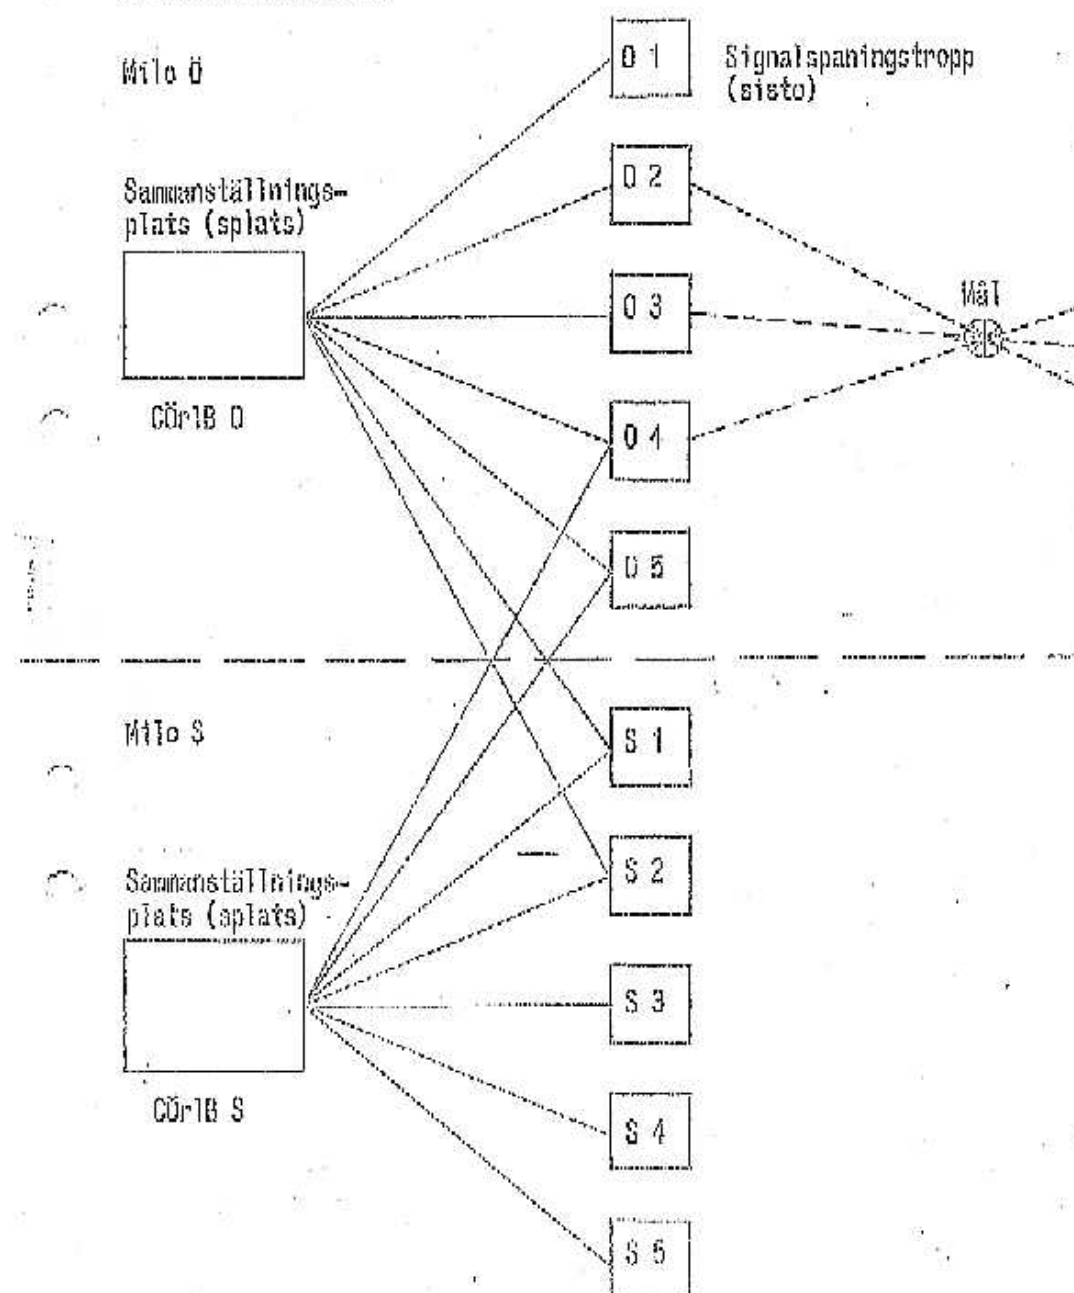 Milo Ö
O 1
Signalspaningstropp
(sisto)
Sammanställnings-
plats (splats)
O 2
O 3
Mål
CÖrlB O
O 4
O 5
Milo S
S 1
Sammanställnings-
plats (splats)
S 2
S 3
CÖrlB S
S 4
S 5